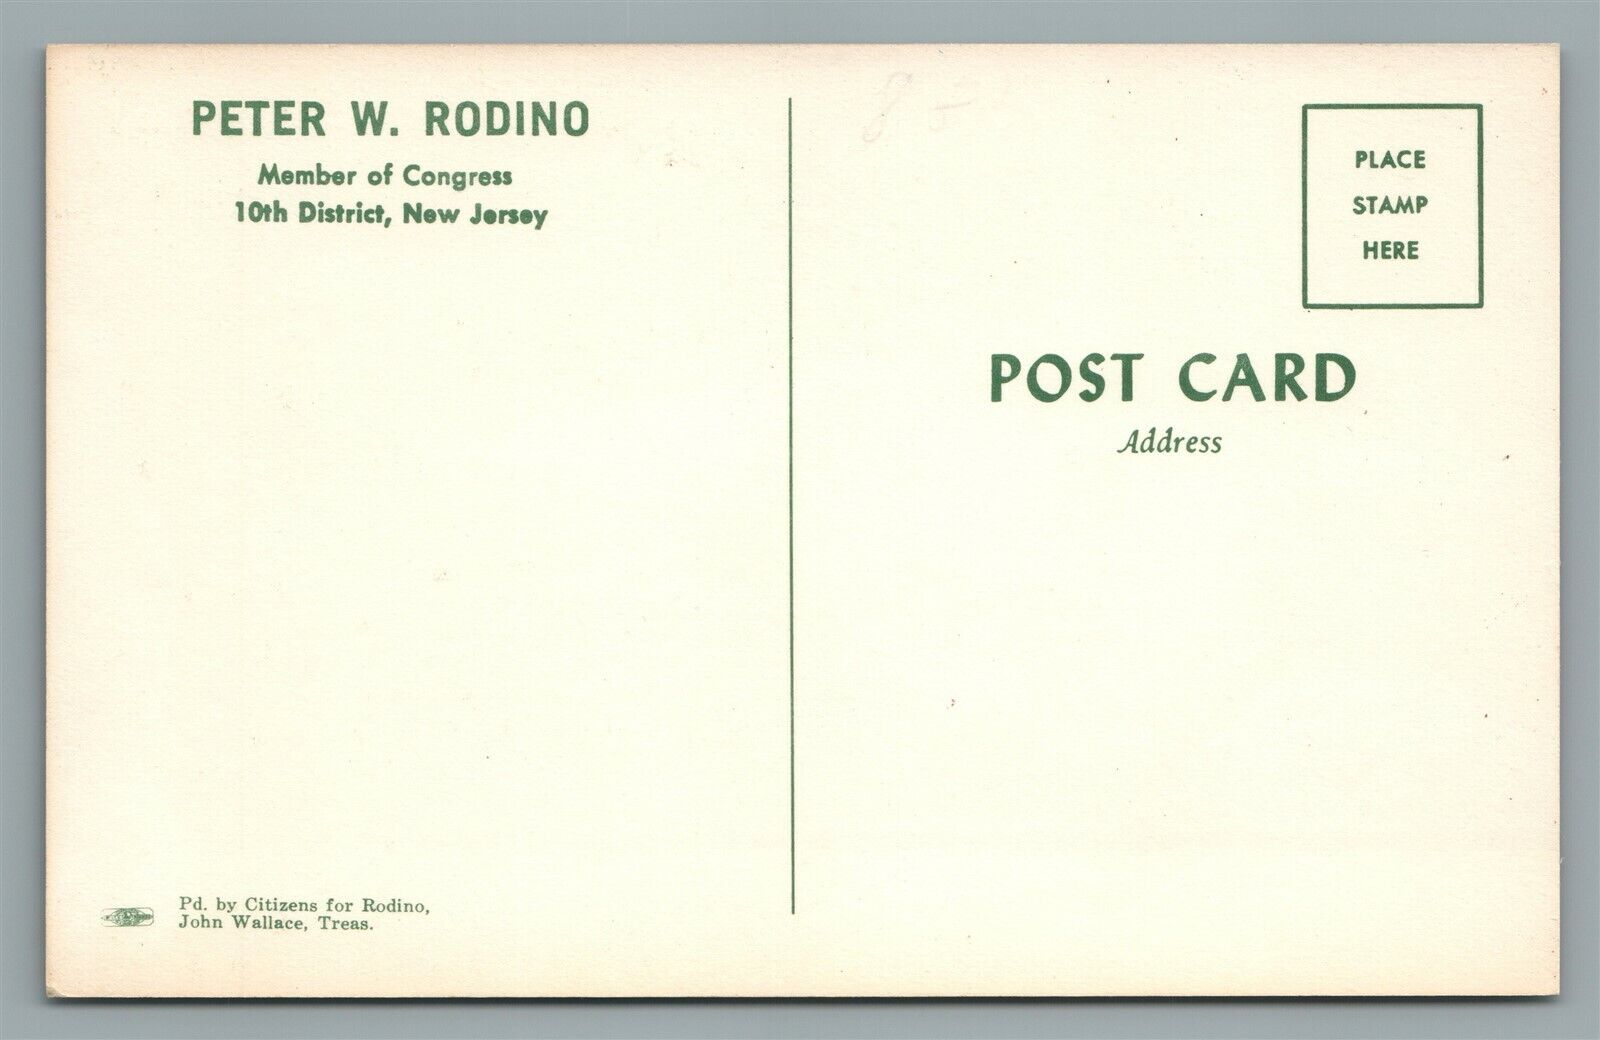 PETER W. RODINO
Member of Congress
10th District, New Jersey
Pd. by Citizens for Rodino,
John Wallace, Treas.
8
PLACE
STAMP
HERE
POST CARD
Address